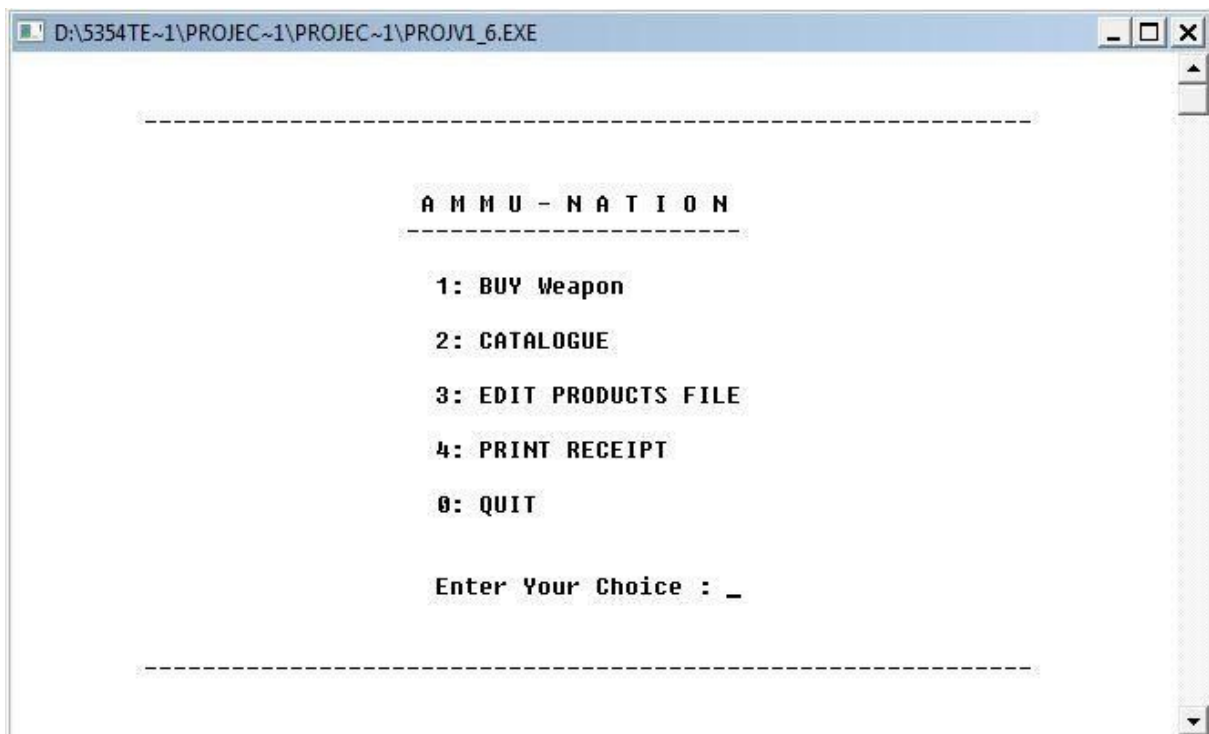 D:\5354TE~1\PROJEC~1\PROJEC~1\PROJV1_6.EXE
------------------------------------------------------------
A M M U - N A T I O N
-----------------------
1: BUY Weapon
2: CATALOGUE
3: EDIT PRODUCTS FILE
4: PRINT RECEIPT
0: QUIT
Enter Your Choice : _
------------------------------------------------------------